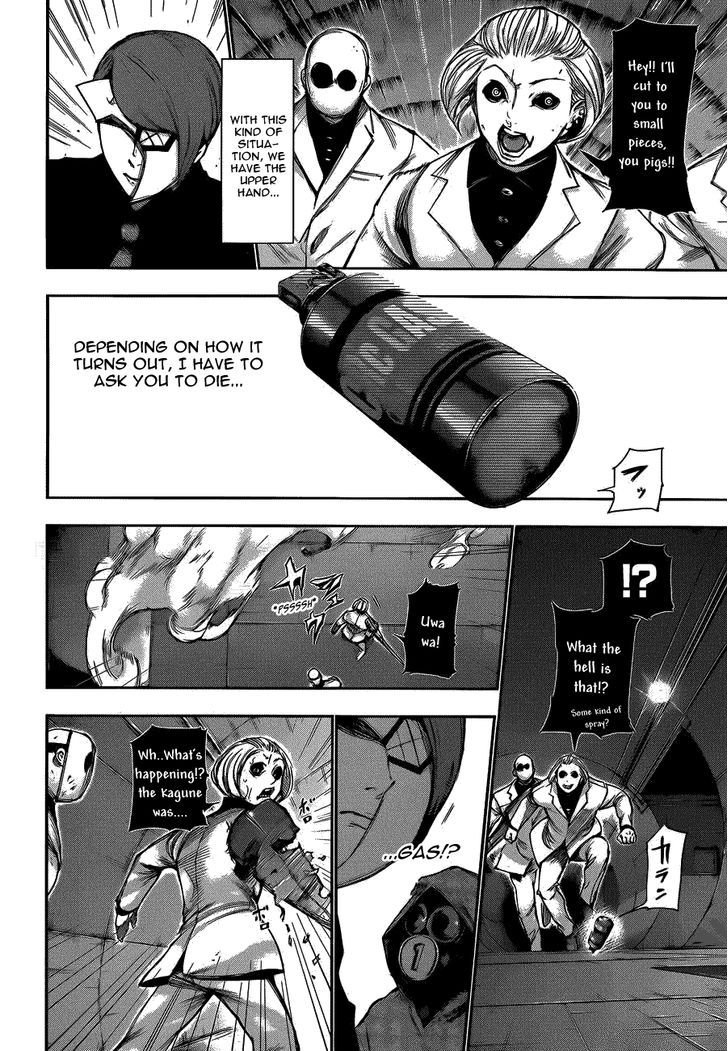 Hey!! I'll
cut to
you to
small
pieces,
you pigs!!
WITH THIS
KIND OF
SITUA-
TION, WE
HAVE THE
UPPER
HAND...
DEPENDING ON HOW IT
TURNS OUT, I HAVE TO
ASK YOU TO DIE...
フッ
!?
What the
hell is
that!?
Some kind of
spray?
カラン
Uwa
wa!
*PSSSSH*
...GAS!?
1
Wh..What's
happening!?
the Kagune
was....